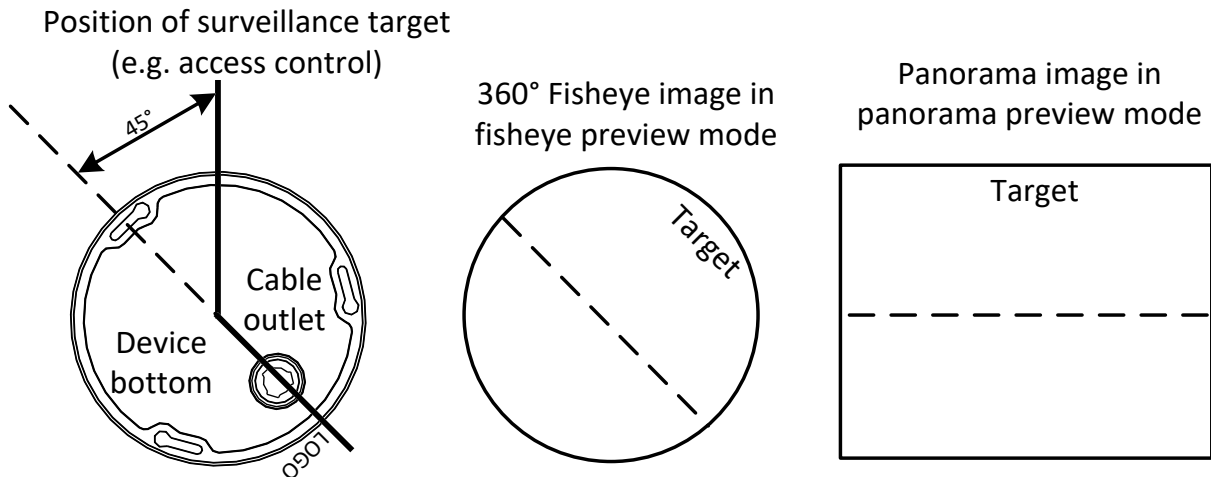 Position of surveillance target
(e.g. access control)
45°
Cable
outlet
Device
bottom
LOGO
360° Fisheye image in
fisheye preview mode
Target
Panorama image in
panorama preview mode
Target